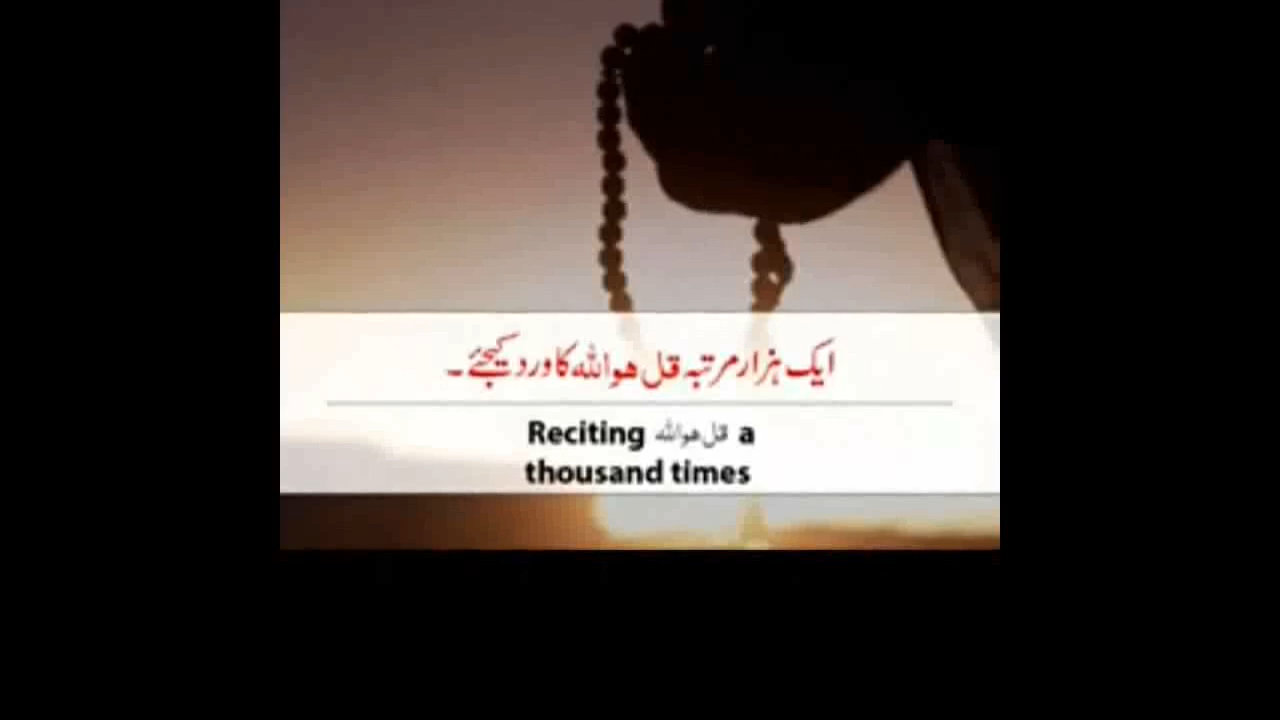 ایک ہزار مرتبہ قل ھو اللہ کا ورد کیجئے۔
Reciting قل ھو اللہ a
thousand times